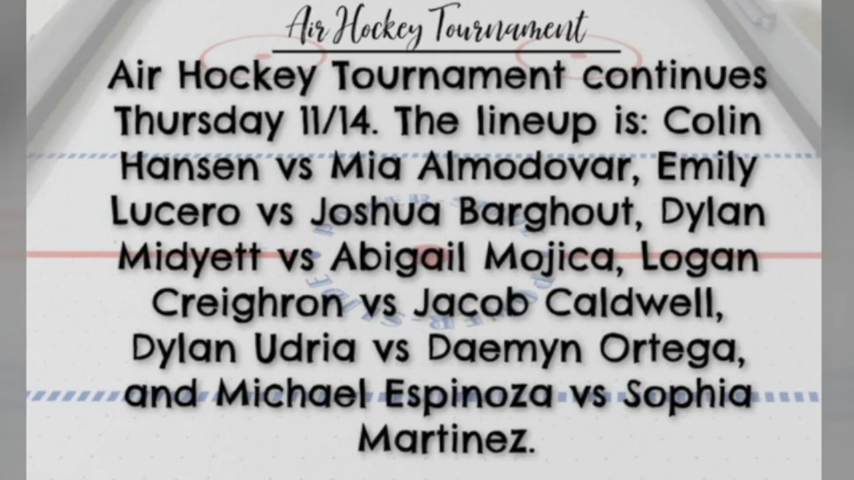 Air Hockey Tournament
Air Hockey Tournament continues
Thursday 11/14. The lineup is: Colin
Hansen vs Mia Almodovar, Emily
Lucero vs Joshua Barghout, Dylan
Midyett vs Abigail Mojica, Logan
Creighron vs Jacob Caldwell,
Dylan Udria vs Daemyn Ortega,
and Michael Espinoza vs Sophia
Martinez.